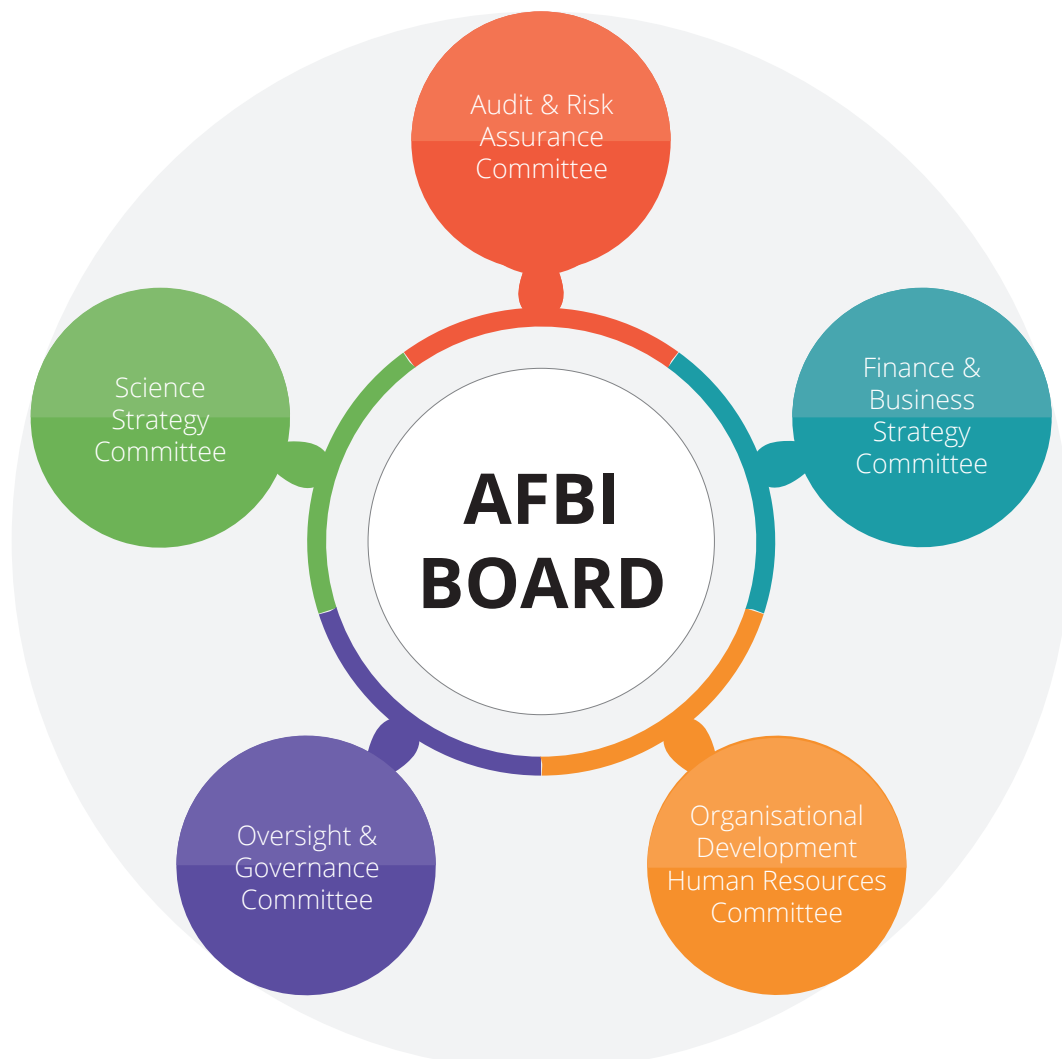 Audit & Risk
Assurance
Committee
Science
Strategy
Committee
Finance &
Business
Strategy
Committee
AFBI
BOARD
Oversight &
Governance
Committee
Organisational
Development
Human Resources
Committee